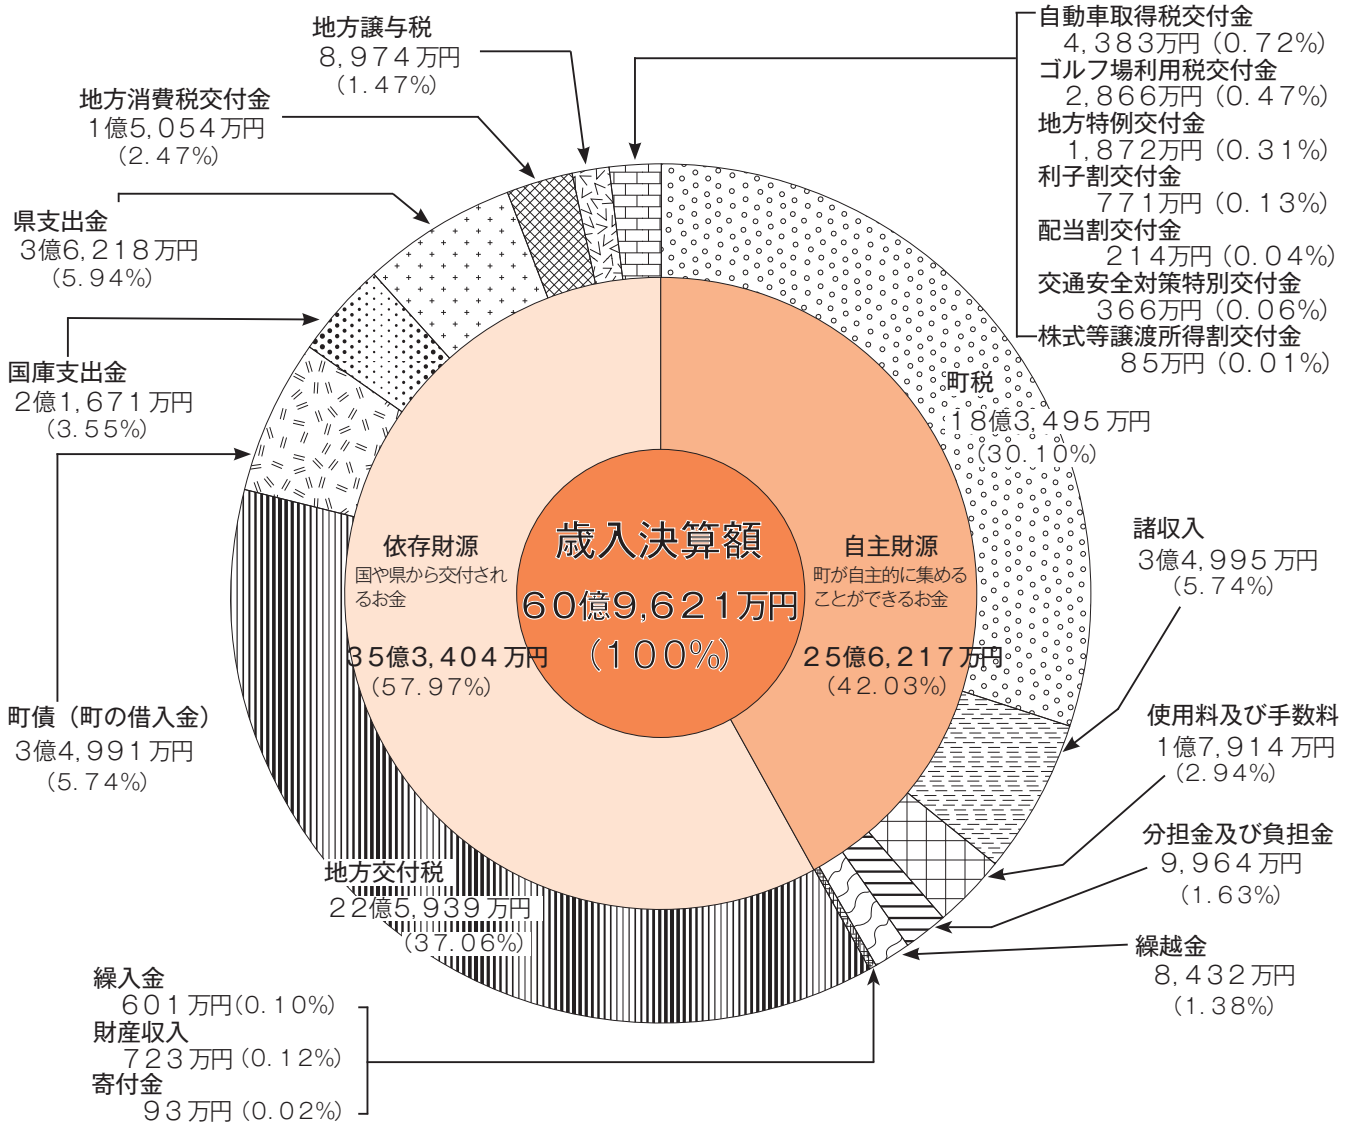 地方譲与税
8,974万円
(1.47%)
地方消費税交付金
1億5,054万円
(2.47%)
県支出金
3億6,218万円
(5.94%)
国庫支出金
2億1,671万円
(3.55%)
町債（町の借入金）
3億4,991万円
(5.74%)
自動車取得税交付金
4,383万円 (0.72%)
ゴルフ場利用税交付金
2,866万円 (0.47%)
地方特例交付金
1,872万円 (0.31%)
利子割交付金
771万円 (0.13%)
配当割交付金
214万円 (0.04%)
交通安全対策特別交付金
366万円 (0.06%)
株式等譲渡所得割交付金
85万円 (0.01%)
町税
18億3,495万円
(30.10%)
諸収入
3億4,995万円
(5.74%)
使用料及び手数料
1億7,914万円
(2.94%)
分担金及び負担金
9,964万円
(1.63%)
繰越金
8,432万円
(1.38%)
歳入決算額
60億9,621万円
(100%)
依存財源
国や県から交付され
るお金
35億3,404万円
(57.97%)
自主財源
町が自主的に集める
ことができるお金
25億6,217万円
(42.03%)
地方交付税
22億5,939万円
(37.06%)
繰入金
601万円(0.10%)
財産収入
723万円 (0.12%)
寄付金
93万円 (0.02%)